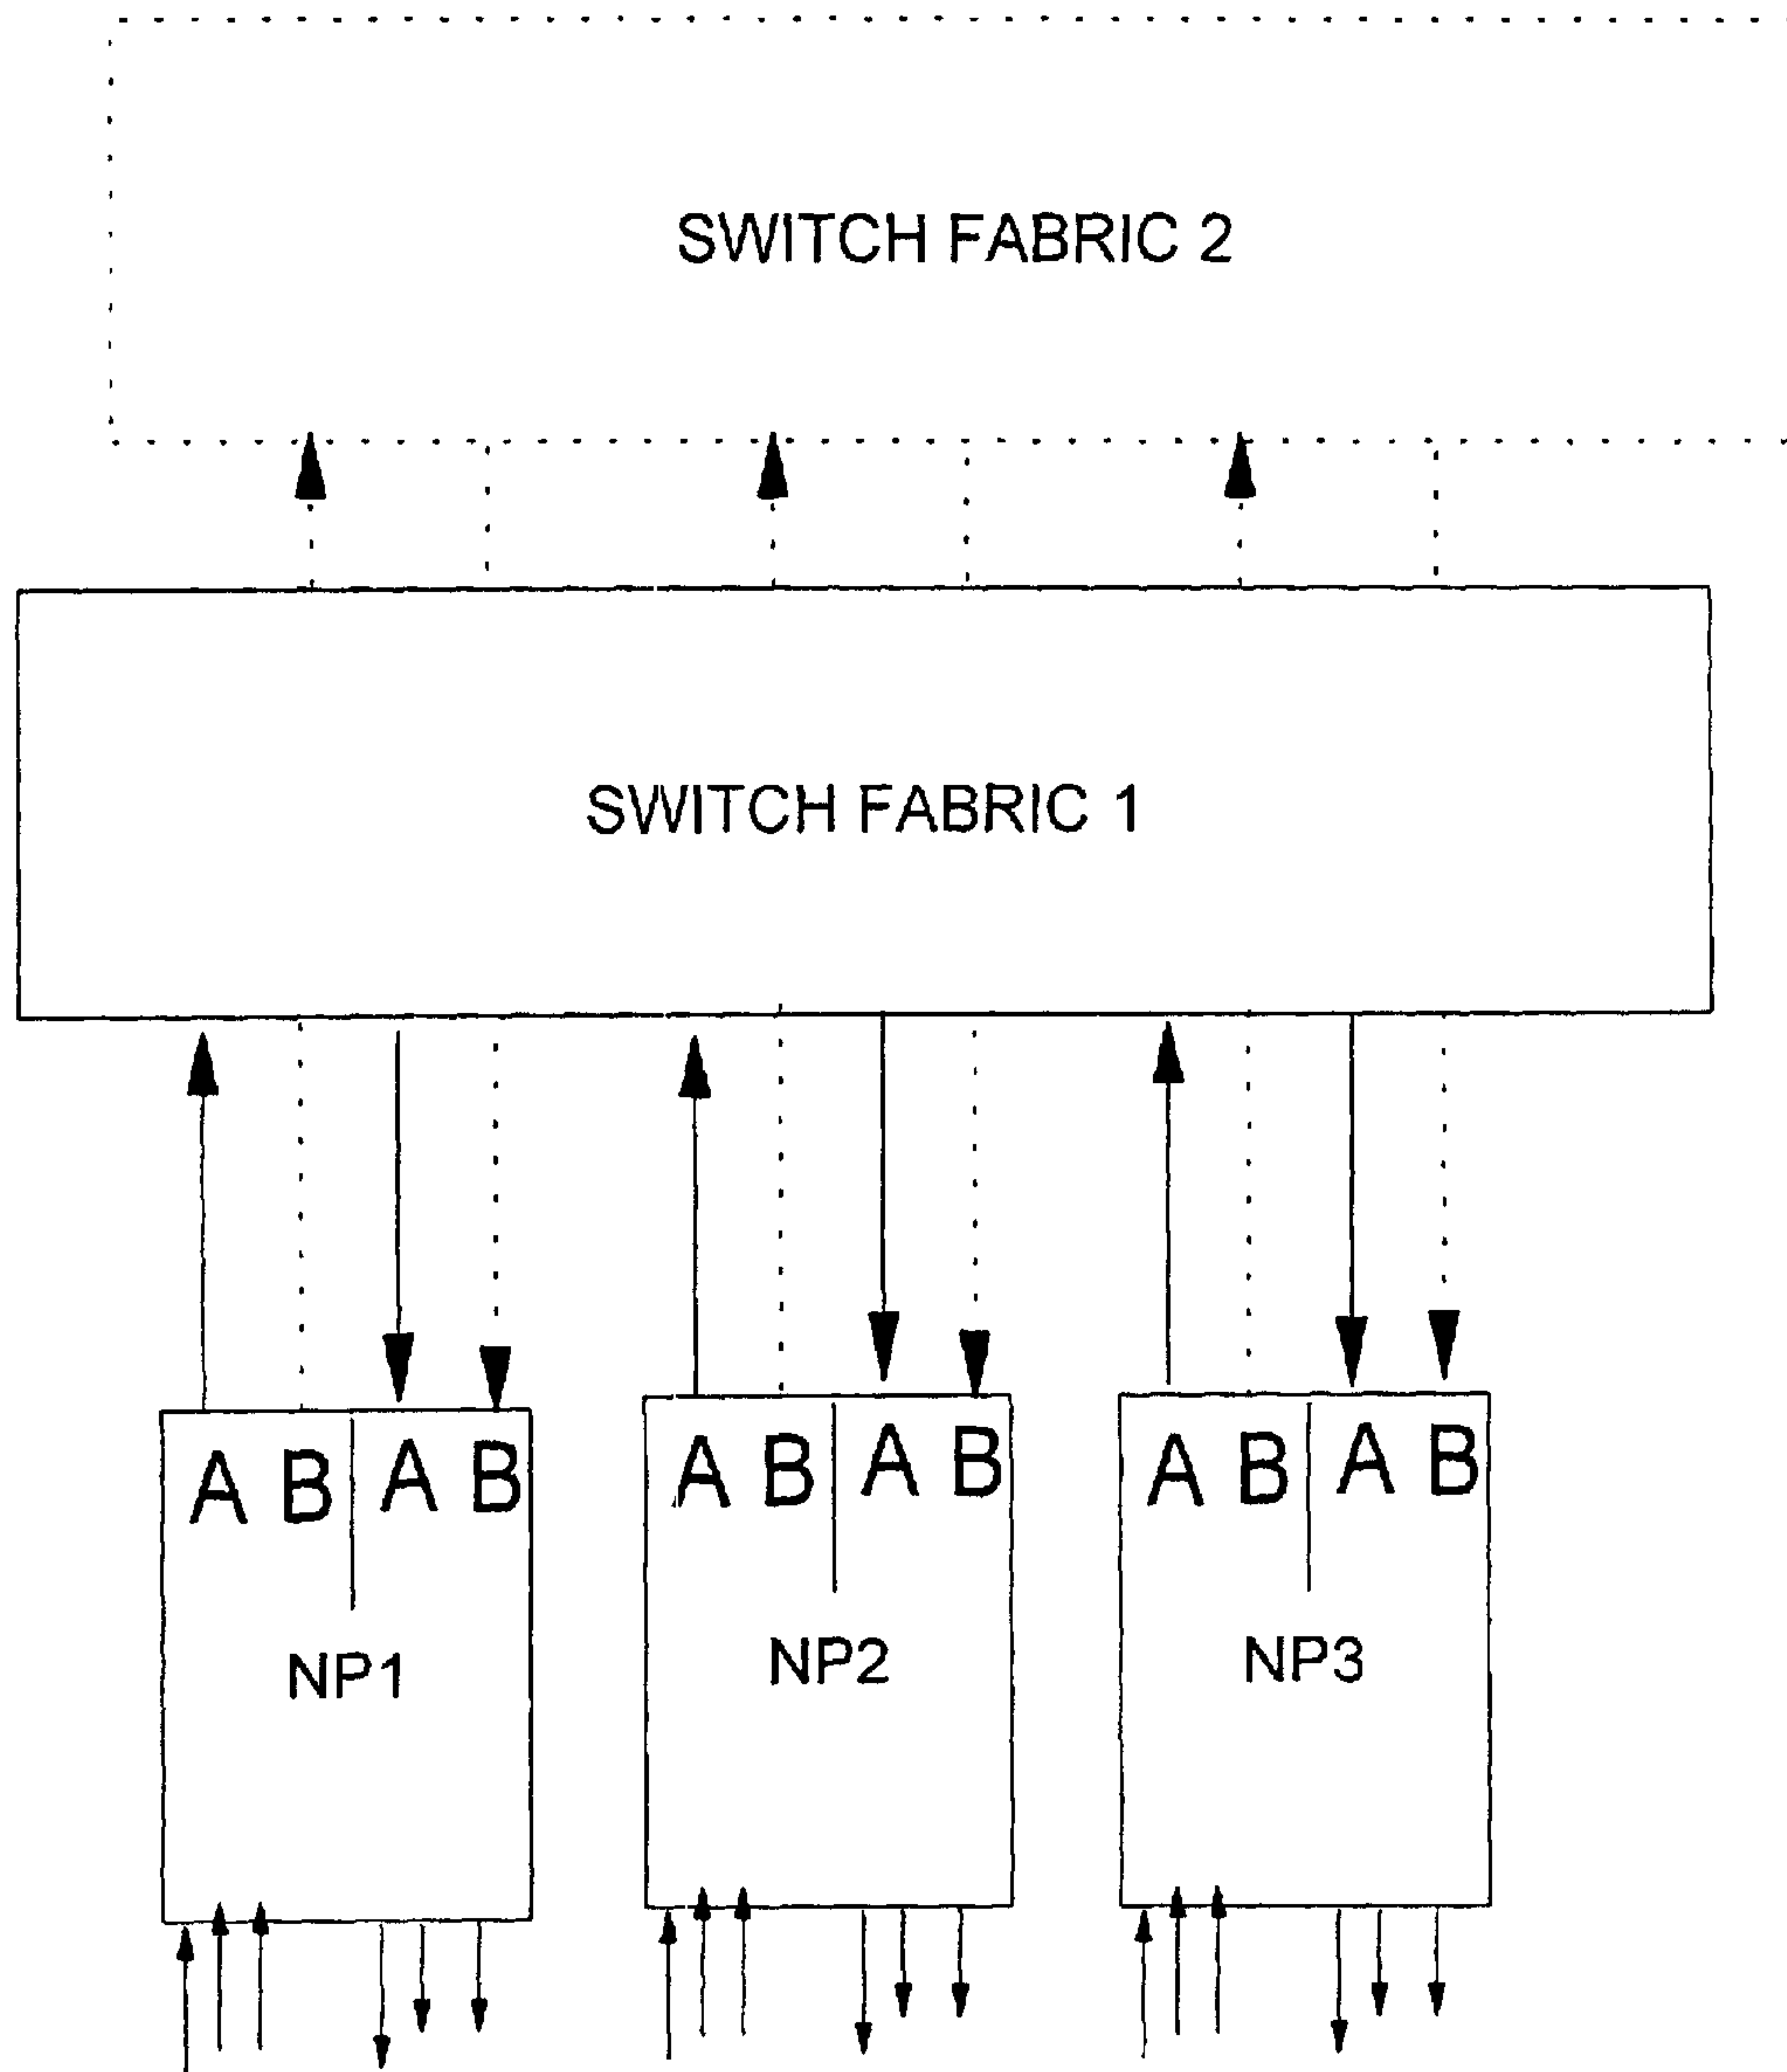 SWITCH FABRIC 2
SWITCH FABRIC 1
A B A B
A B A B
A B A B
NP1
NP2
NP3